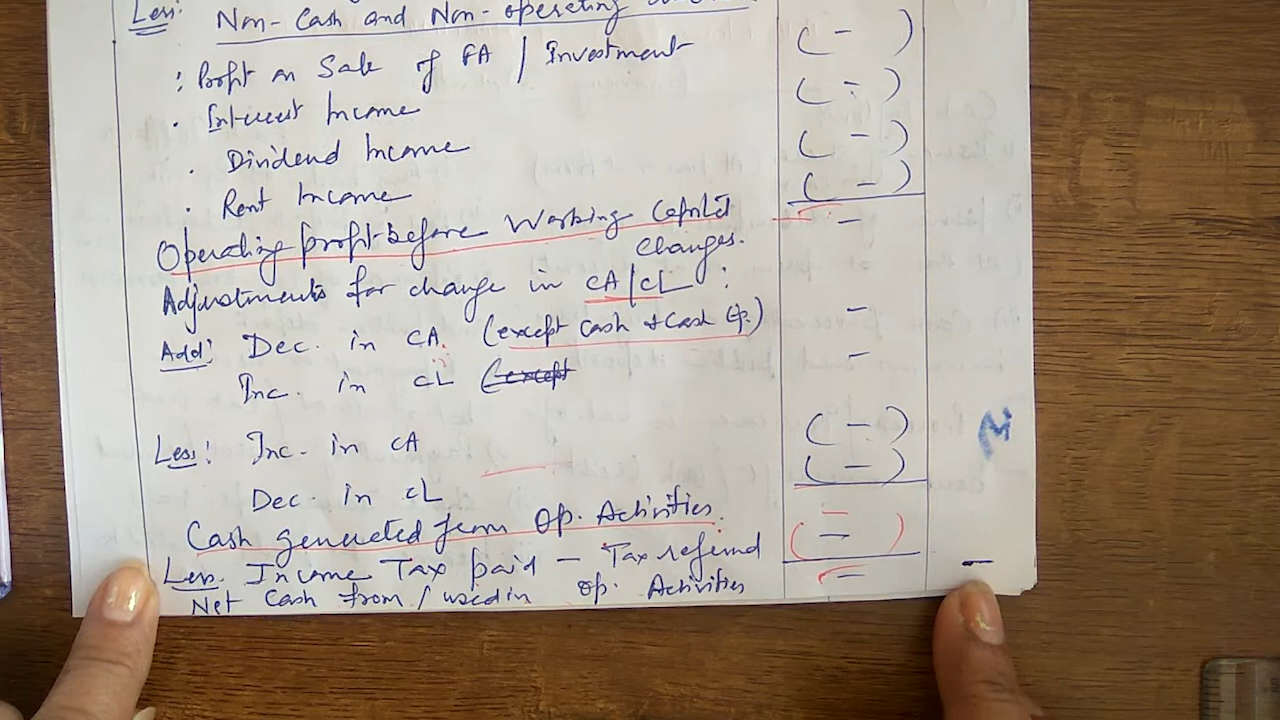 Less: Non-Cash and Non-operating
: Profit on Sale of FA / Investment ( - )
. Interest Income ( - )
. Dividend Income ( - )
. Rent Income ( - )
Operating profit before Working Capital -
changes.
Adjustments for change in CA/CL :
Add: Dec. in CA. (except cash & Cash Eq.) -
Inc. in CL (except -
Less: Inc. in CA ( - )
Dec. in CL ( - )
Cash generated from Op. Activities. -
Less. Income Tax paid - Tax refund ( - )
Net Cash from / used in Op. Activities - -